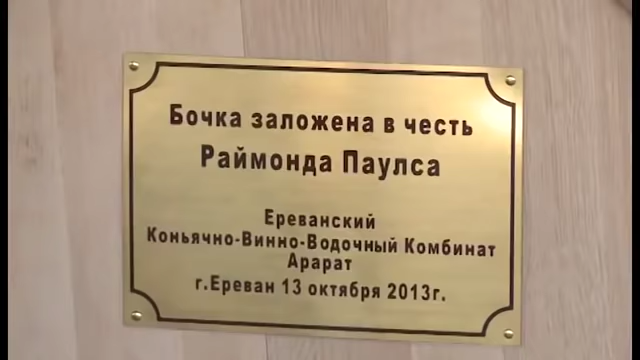 Бочка заложена в честь
Раймонда Паулса
Ереванский
Коньячно-Винно-Водочный Комбинат
Арарат
г.Ереван 13 октября 2013г.